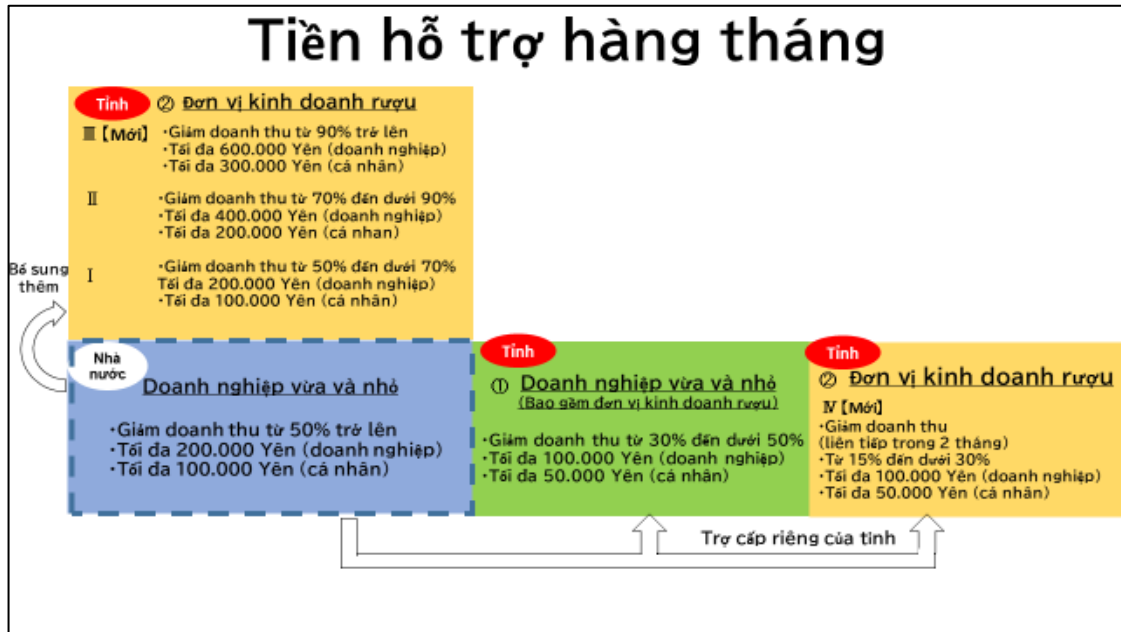 Tiền hỗ trợ hàng tháng
Tỉnh
② Đơn vị kinh doanh rượu
Ⅲ【Mới】
・Giảm doanh thu từ 90% trở lên
・Tối đa 600.000 Yên (doanh nghiệp)
・Tối đa 300.000 Yên (cá nhân)
Ⅱ
・Giảm doanh thu từ 70% đến dưới 90%
・Tối đa 400.000 Yên (doanh nghiệp)
・Tối đa 200.000 Yên (cá nhan)
Ⅰ
・Giảm doanh thu từ 50% đến dưới 70%
Tối đa 200.000 Yên (doanh nghiệp)
・Tối đa 100.000 Yên (cá nhân)
Bổ sung
thêm
Nhà
nước
Doanh nghiệp vừa và nhỏ
・Giảm doanh thu từ 50% trở lên
・Tối đa 200.000 Yên (doanh nghiệp)
・Tối đa 100.000 Yên (cá nhân)
Tỉnh
① Doanh nghiệp vừa và nhỏ
(Bao gồm đơn vị kinh doanh rượu)
・Giảm doanh thu từ 30% đến dưới 50%
・Tối đa 100.000 Yên (doanh nghiệp)
・Tối đa 50.000 Yên (cá nhân)
Tỉnh
② Đơn vị kinh doanh rượu
Ⅳ【Mới】
・Giảm doanh thu
(liên tiếp trong 2 tháng)
・Từ 15% đến dưới 30%
・Tối đa 100.000 Yên (doanh nghiệp)
・Tối đa 50.000 Yên (cá nhân)
Trợ cấp riêng của tỉnh